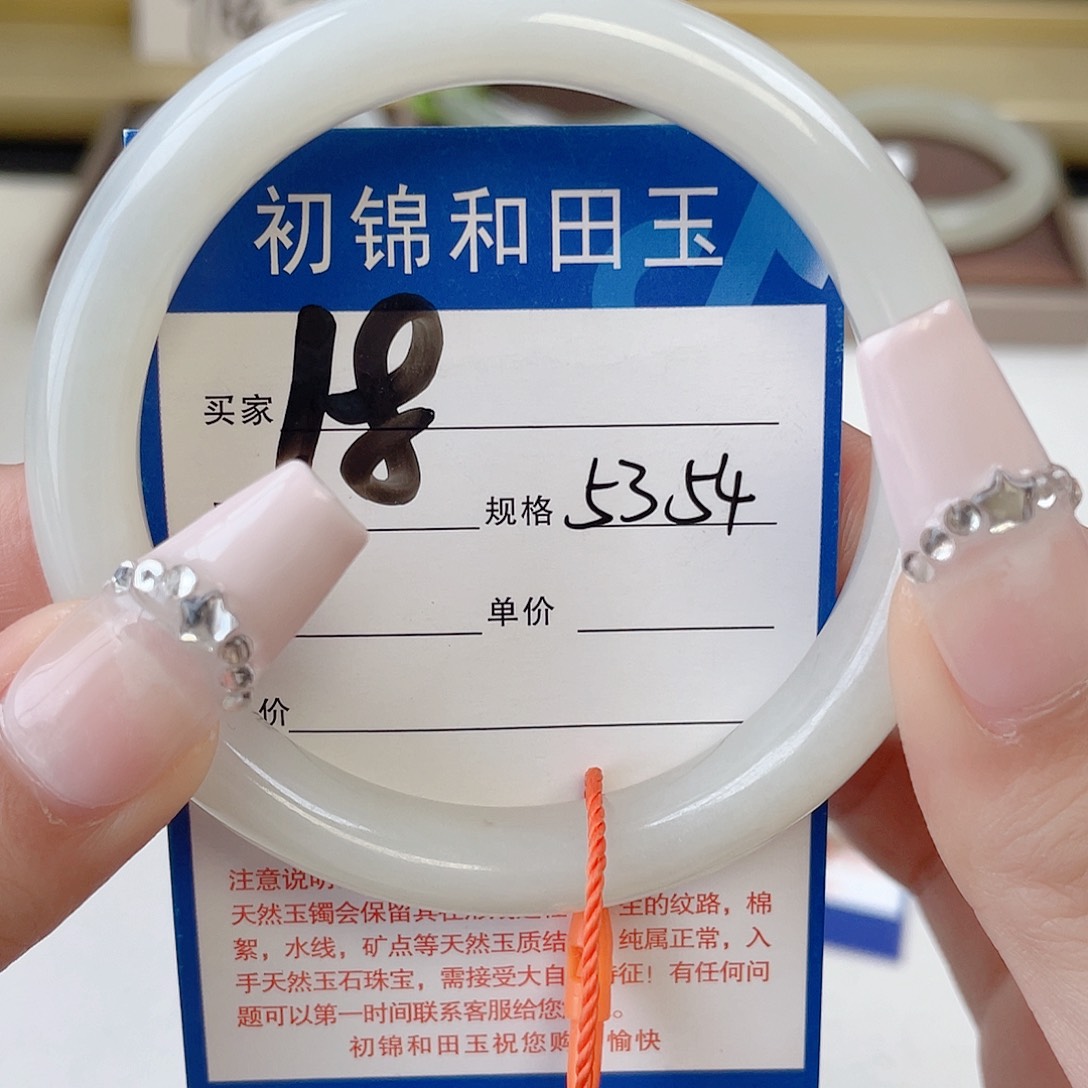 初锦和田玉
买家 18
规格 5354
单价
价
注意说明
天然玉镯会保留其在 生的纹路，棉
絮，水线，矿点等天然玉质结 纯属正常，入
手天然玉石珠宝，需接受大自 特征！有任何问
题可以第一时间联系客服给您 。
初锦和田玉祝您购 愉快